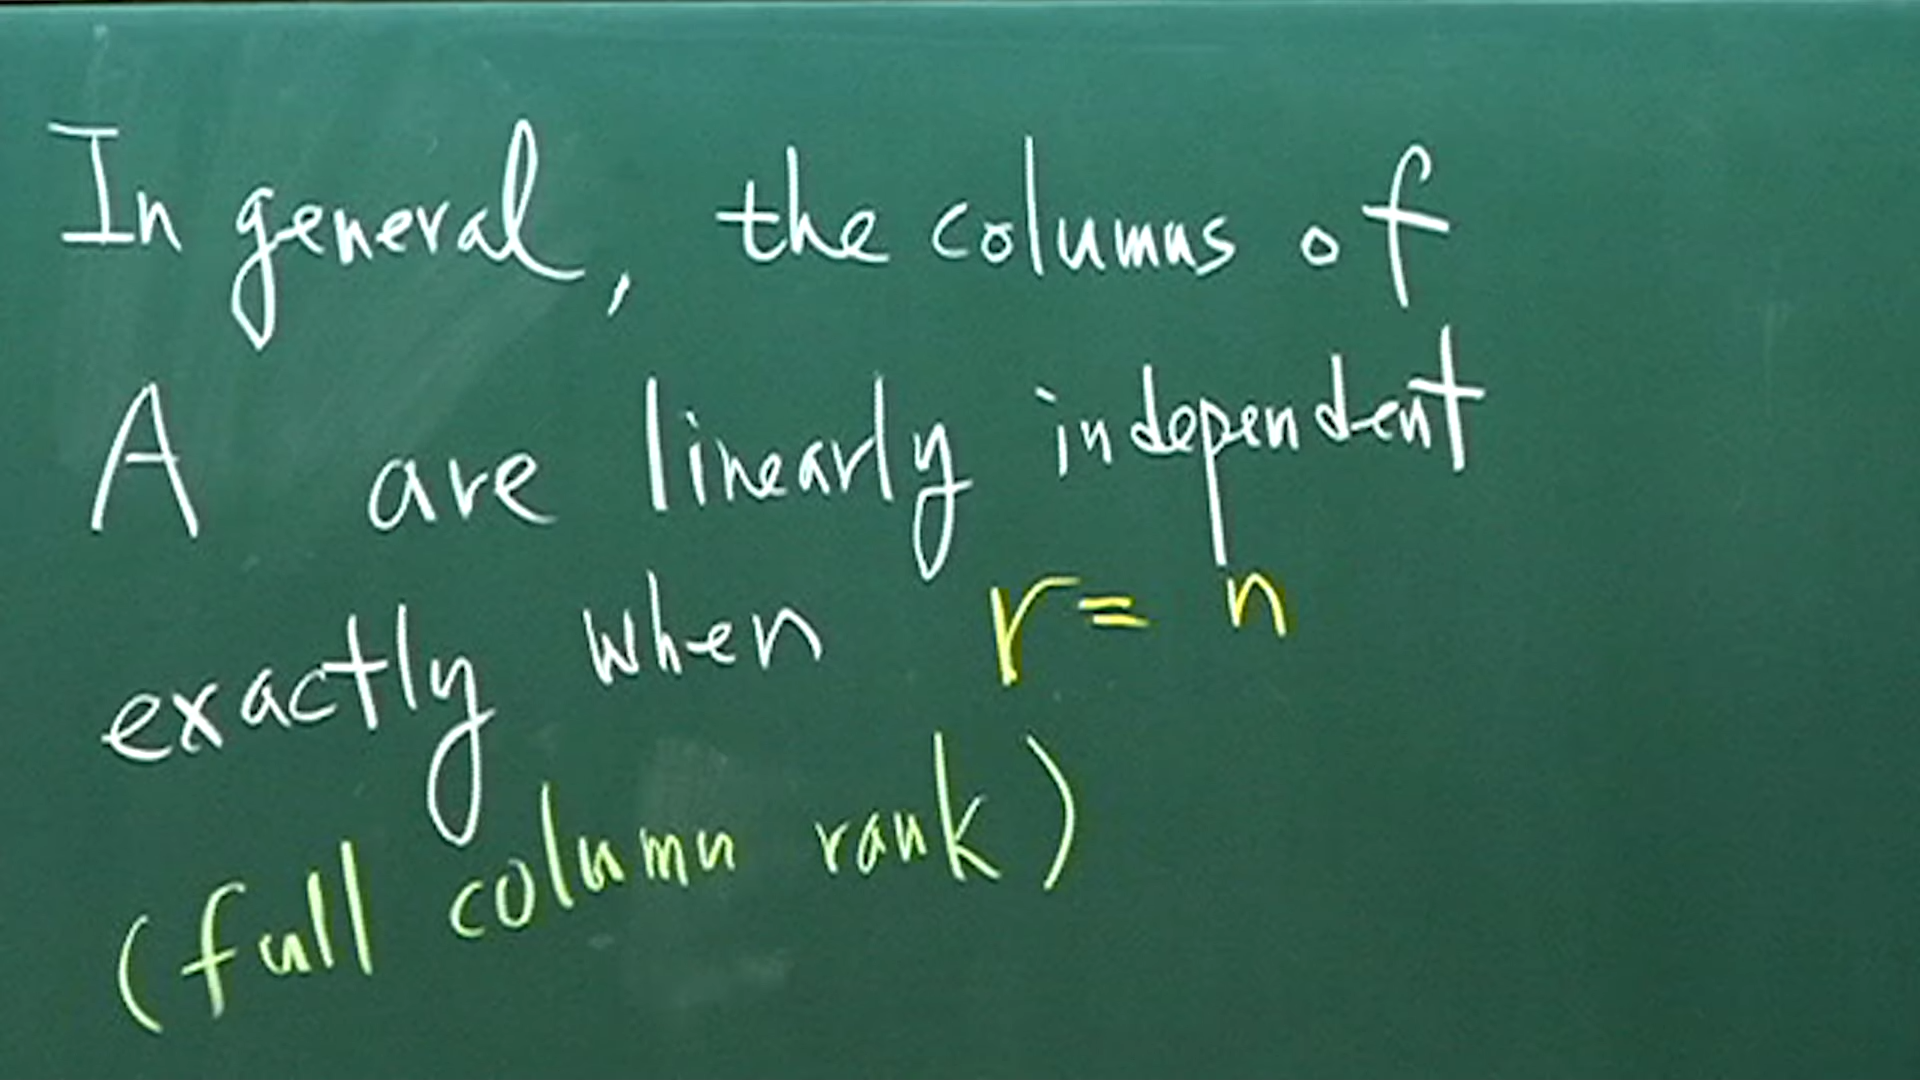 In general, the columns of
A are linearly independent
exactly when r = n
(full column rank)